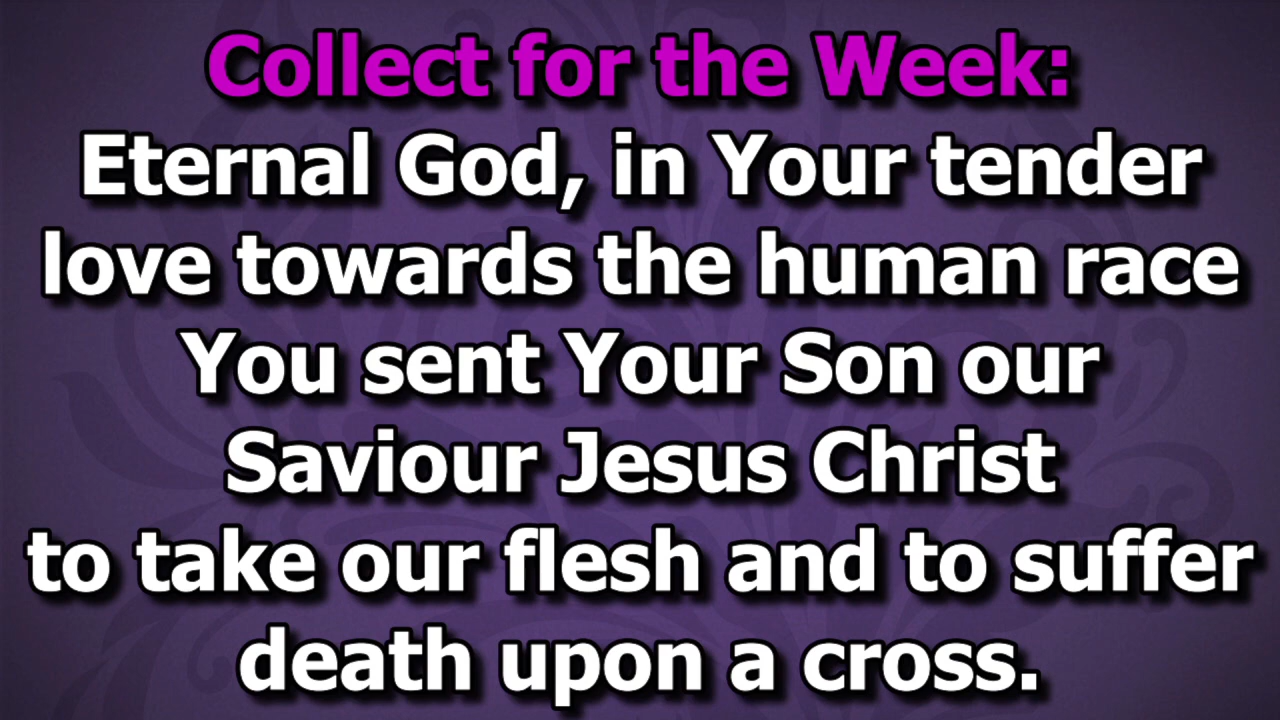 Collect for the Week:
Eternal God, in Your tender
love towards the human race
You sent Your Son our
Saviour Jesus Christ
to take our flesh and to suffer
death upon a cross.